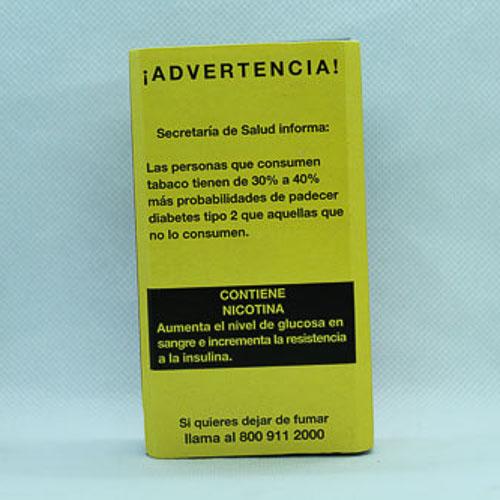 ¡ADVERTENCIA!
Secretaría de Salud informa:
Las personas que consumen
tabaco tienen de 30% a 40%
más probabilidades de padecer
diabetes tipo 2 que aquellas que
no lo consumen.
CONTIENE
NICOTINA
Aumenta el nivel de glucosa en
sangre e incrementa la resistencia
a la insulina.
Si quieres dejar de fumar
llama al 800 911 2000